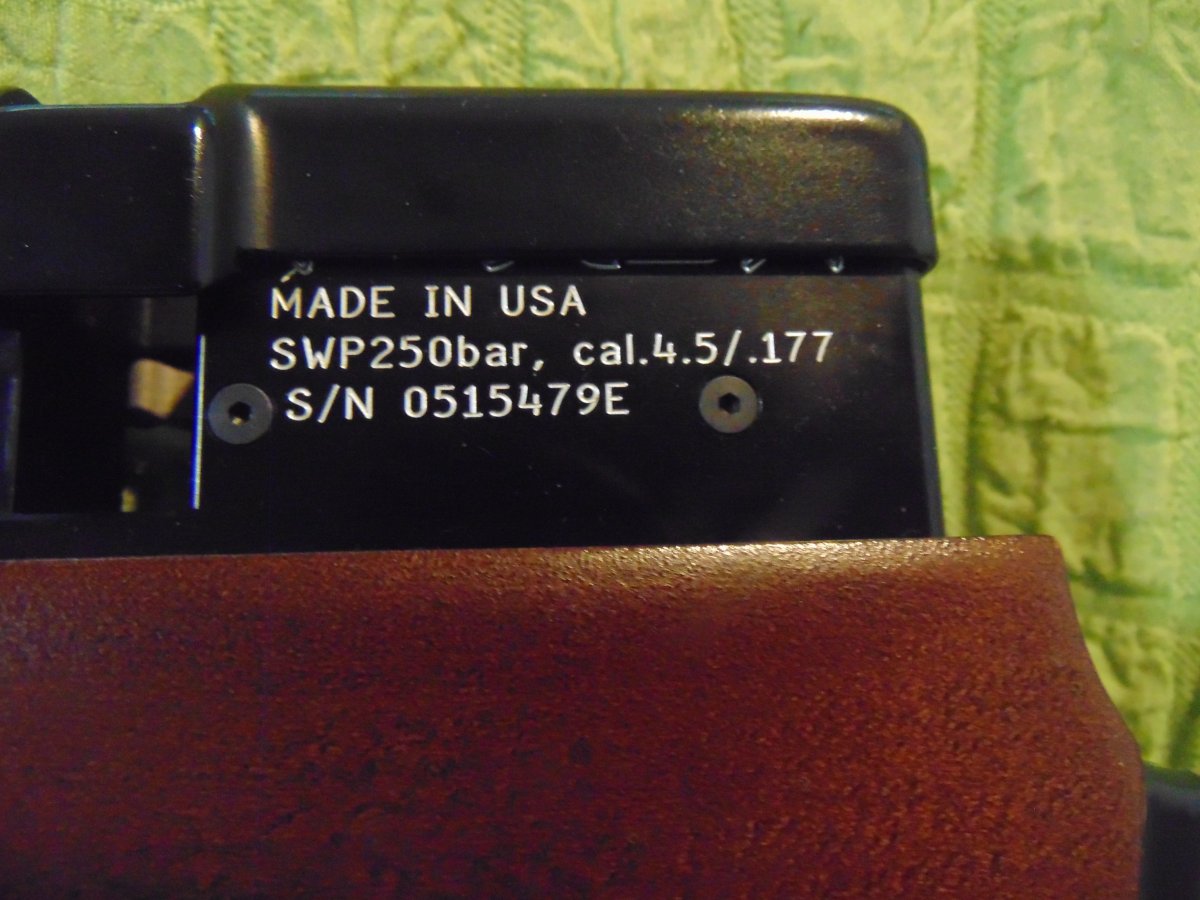 MADE IN USA
SWP250bar, cal.4.5/.177
S/N 0515479E